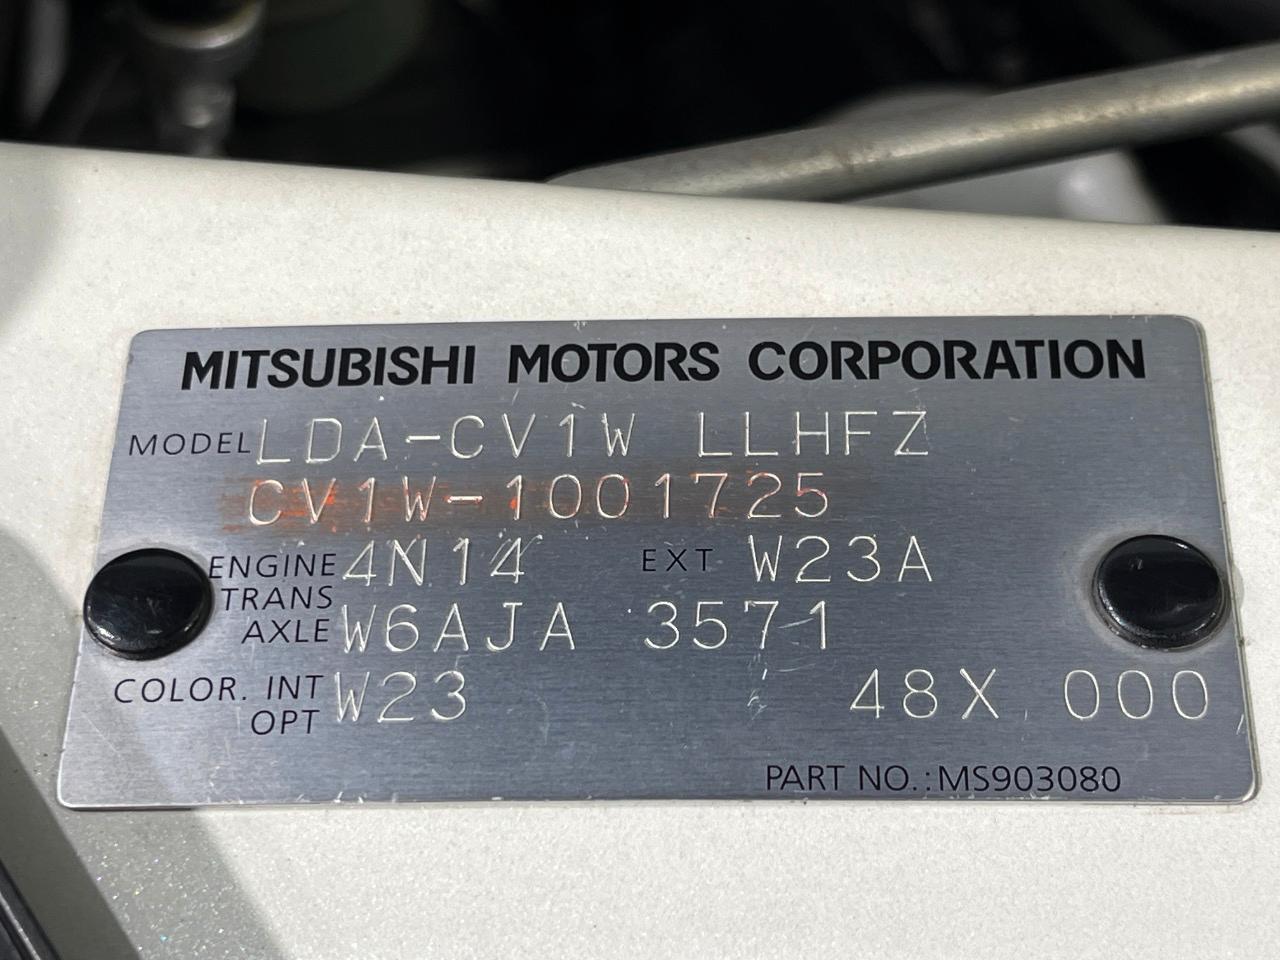 MITSUBISHI MOTORS CORPORATION
MODEL LDA-CV1W LLHFZ
CV1W-1001725
ENGINE 4N14 EXT W23A
TRANS
AXLE W6AJA 3571
COLOR. INT W23 48X 000
OPT
PART NO.:MS903080